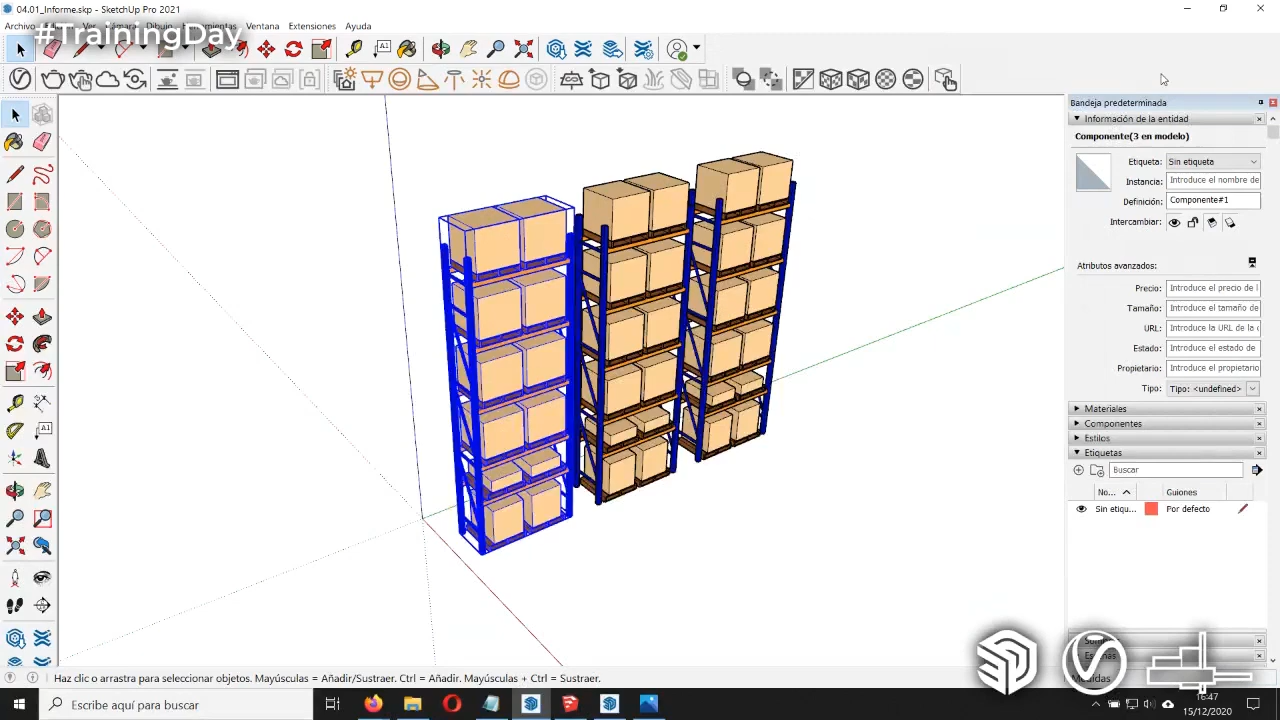 04.01_Informe.skp - SketchUp Pro 2021
Archivo Ver Cámara Dibujo Herramientas Ventana Extensiones Ayuda
#TrainingDay
Bandeja predeterminada
Información de la entidad
Componente(3 en modelo)
Etiqueta: Sin etiqueta
Instancia: Introduce el nombre de
Definición: Componente#1
Intercambiar:
Atributos avanzados:
Precio: Introduce el precio de l
Tamaño: Introduce el tamaño de
URL: Introduce la URL de la c
Estado: Introduce el estado de
Propietario: Introduce el propietario
Tipo: Tipo: <undefined>
Materiales
Componentes
Estilos
Etiquetas
Buscar
No... Guiones
Sin etiqu... Por defecto
Haz clic o arrastra para seleccionar objetos. Mayúsculas = Añadir/Sustraer. Ctrl = Añadir. Mayúsculas + Ctrl = Sustraer.
Medidas
Escribe aquí para buscar
16:47
15/12/2020